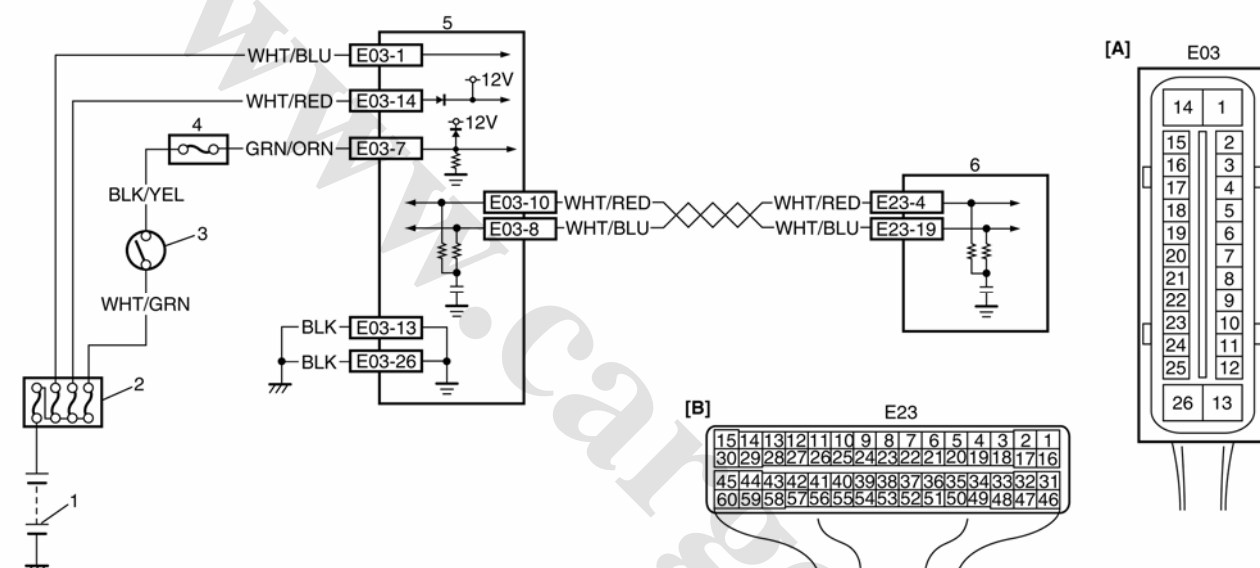 5
[A]
E03
WHT/BLU E03-1
12V
WHT/RED E03-14
12V
4
GRN/ORN E03-7
BLK/YEL
3
WHT/GRN
E03-10 WHT/RED WHT/RED E23-4
E03-8 WHT/BLU WHT/BLU E23-19
6
BLK E03-13
BLK E03-26
2
1
14 1
15 2
16 3
17 4
18 5
19 6
20 7
21 8
22 9
23 10
24 11
25 12
26 13
[B]
E23
15 14 13 12 11 10 9 8 7 6 5 4 3 2 1
30 29 28 27 26 25 24 23 22 21 20 19 18 17 16
45 44 43 42 41 40 39 38 37 36 35 34 33 32 31
60 59 58 57 56 55 54 53 52 51 50 49 48 47 46
www.carg